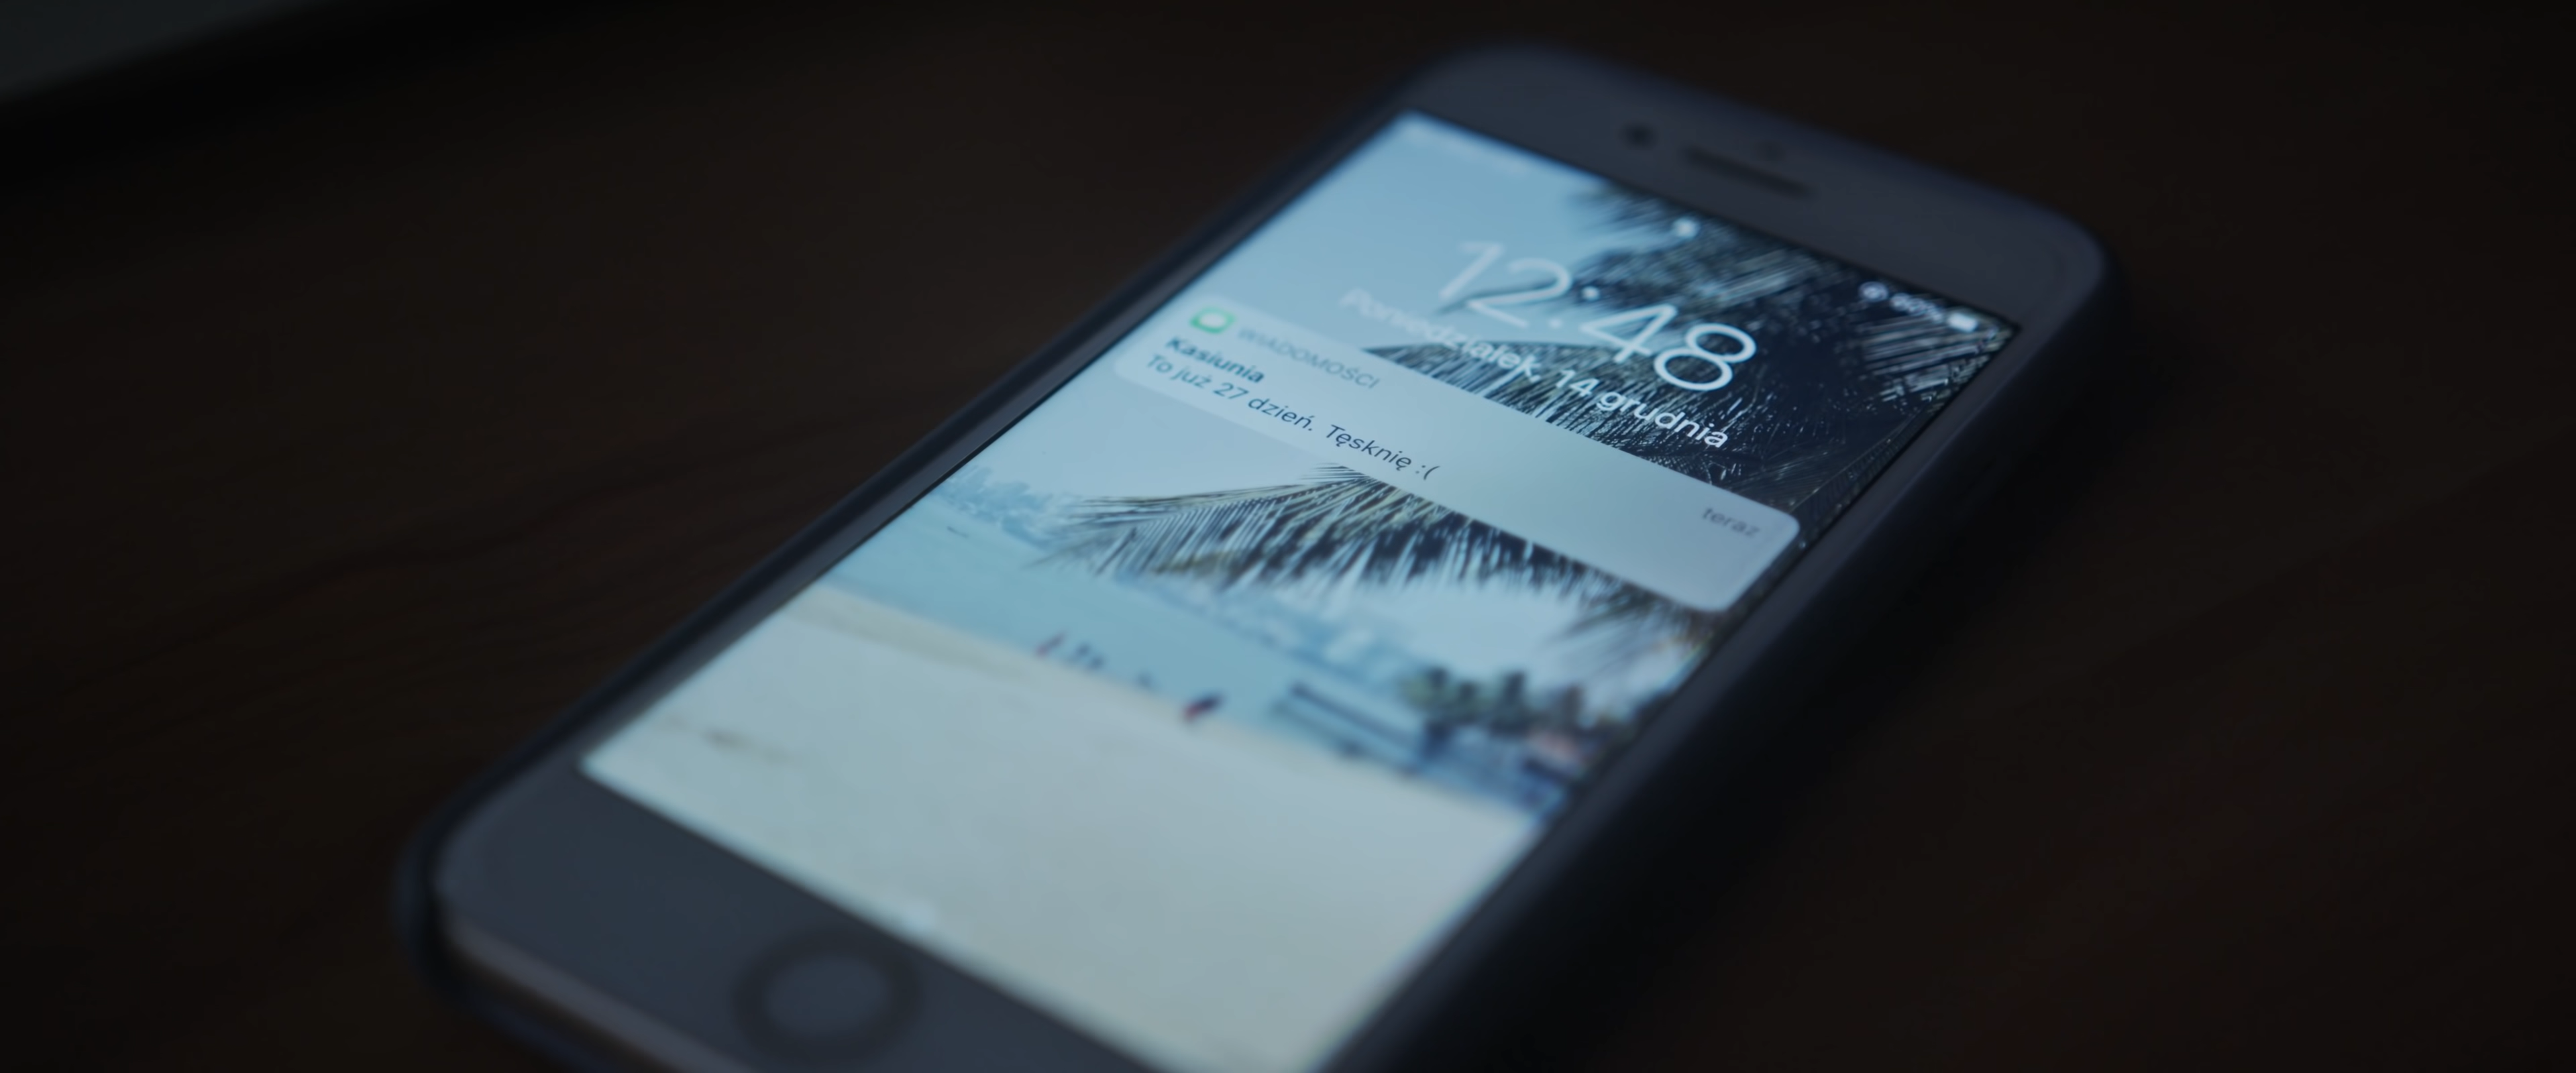 12:48
Poniedziałek, 14 grudnia
WIADOMOŚCI
teraz
Kasiunia
To już 27 dzień. Tęsknię :(